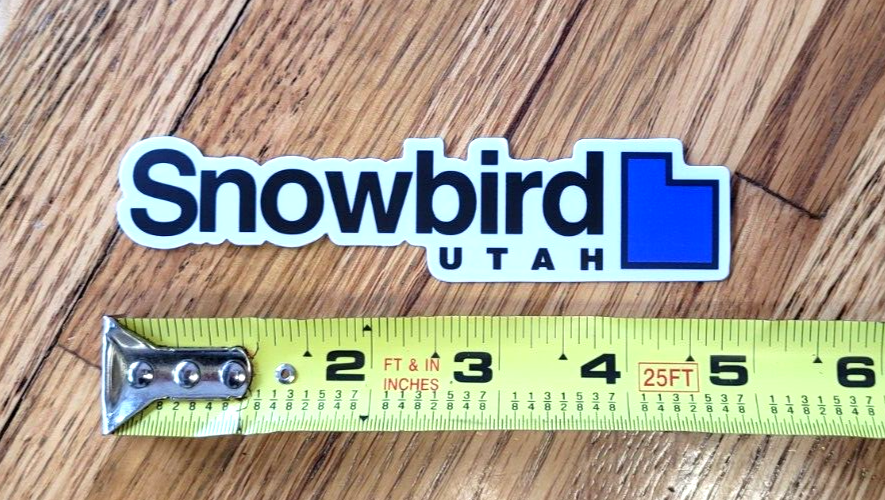 Snowbird
UTAH
2 FT & IN 3 4 25FT 5 6
INCHES